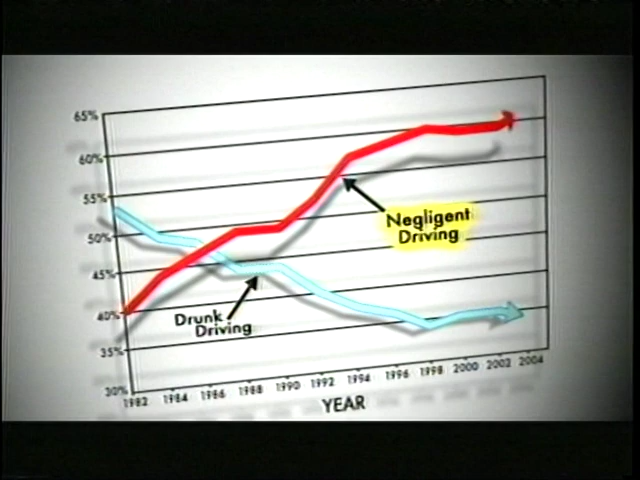 65%
60%
55%
50%
45%
40%
35%
30%
Negligent
Driving
Drunk
Driving
1982 1984 1986 1988 1990 1992 1994 1996 1998 2000 2002 2004
YEAR